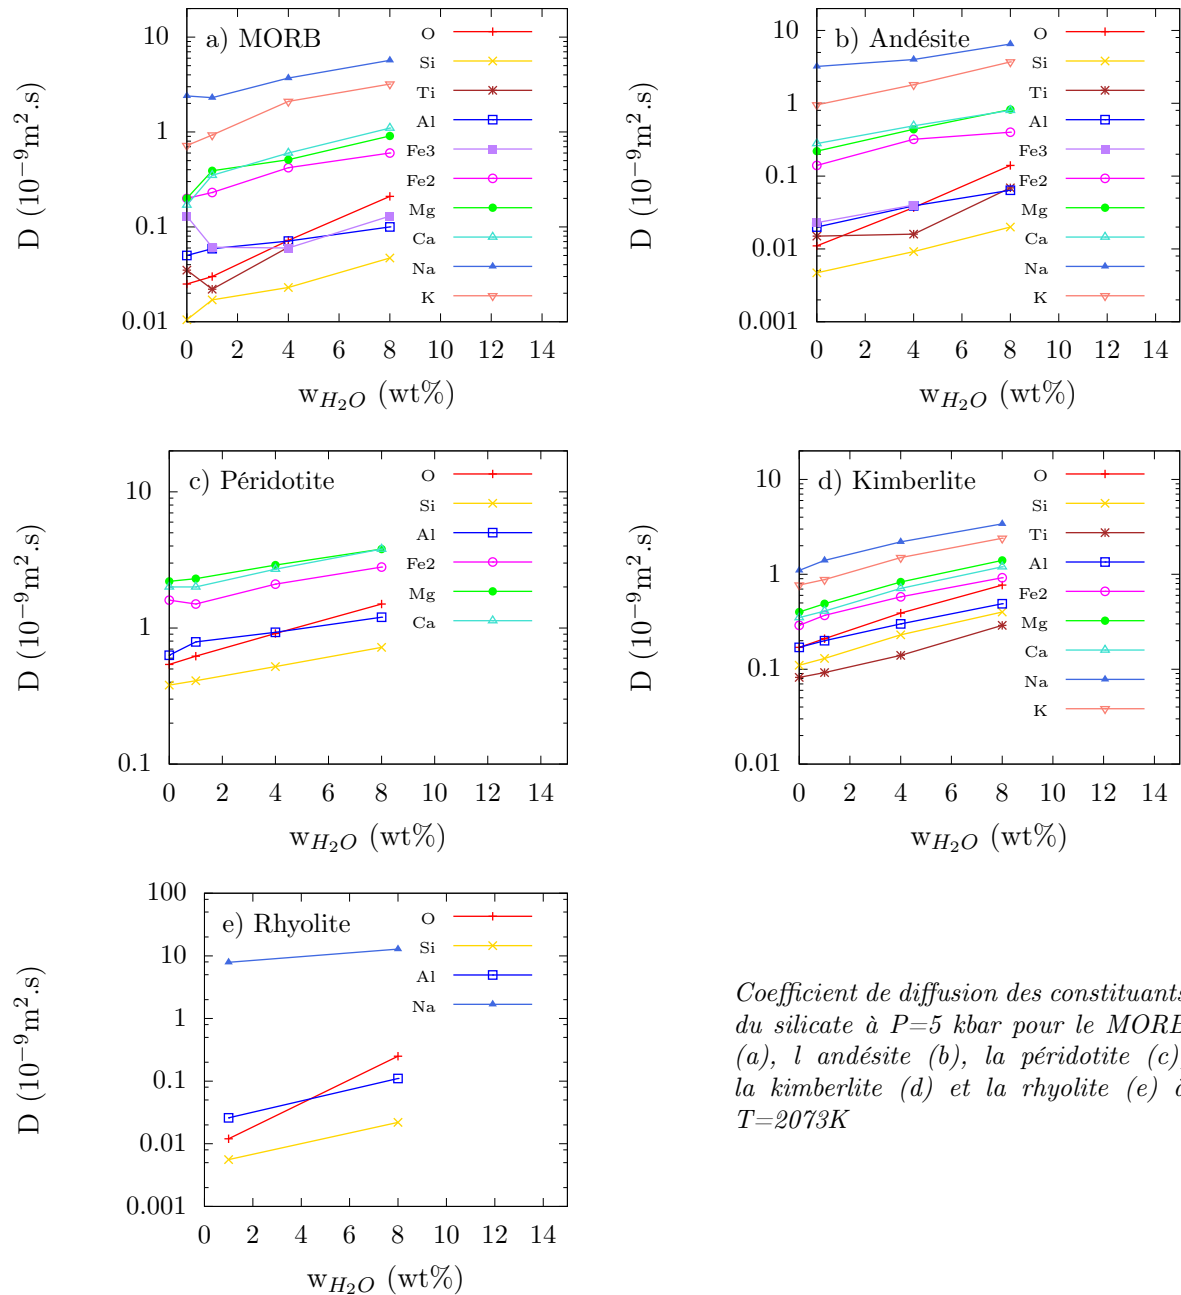 a) MORB
D (10−9m2.s)
10
1
0.1
0.01
0 2 4 6 8 10 12 14
wH2O (wt%)
O
Si
Ti
Al
Fe3
Fe2
Mg
Ca
Na
K
b) Andésite
D (10−9m2.s)
10
1
0.1
0.01
0.001
0 2 4 6 8 10 12 14
wH2O (wt%)
O
Si
Ti
Al
Fe3
Fe2
Mg
Ca
Na
K
c) Péridotite
D (10−9m2.s)
10
1
0.1
0 2 4 6 8 10 12 14
wH2O (wt%)
O
Si
Al
Fe2
Mg
Ca
d) Kimberlite
D (10−9m2.s)
10
1
0.1
0.01
0 2 4 6 8 10 12 14
wH2O (wt%)
O
Si
Ti
Al
Fe2
Mg
Ca
Na
K
e) Rhyolite
D (10−9m2.s)
100
10
1
0.1
0.01
0.001
0 2 4 6 8 10 12 14
wH2O (wt%)
O
Si
Al
Na
Coefficient de diffusion des constituants
du silicate à P=5 kbar pour le MORB
(a), l andésite (b), la péridotite (c)
la kimberlite (d) et la rhyolite (e) à
T=2073K